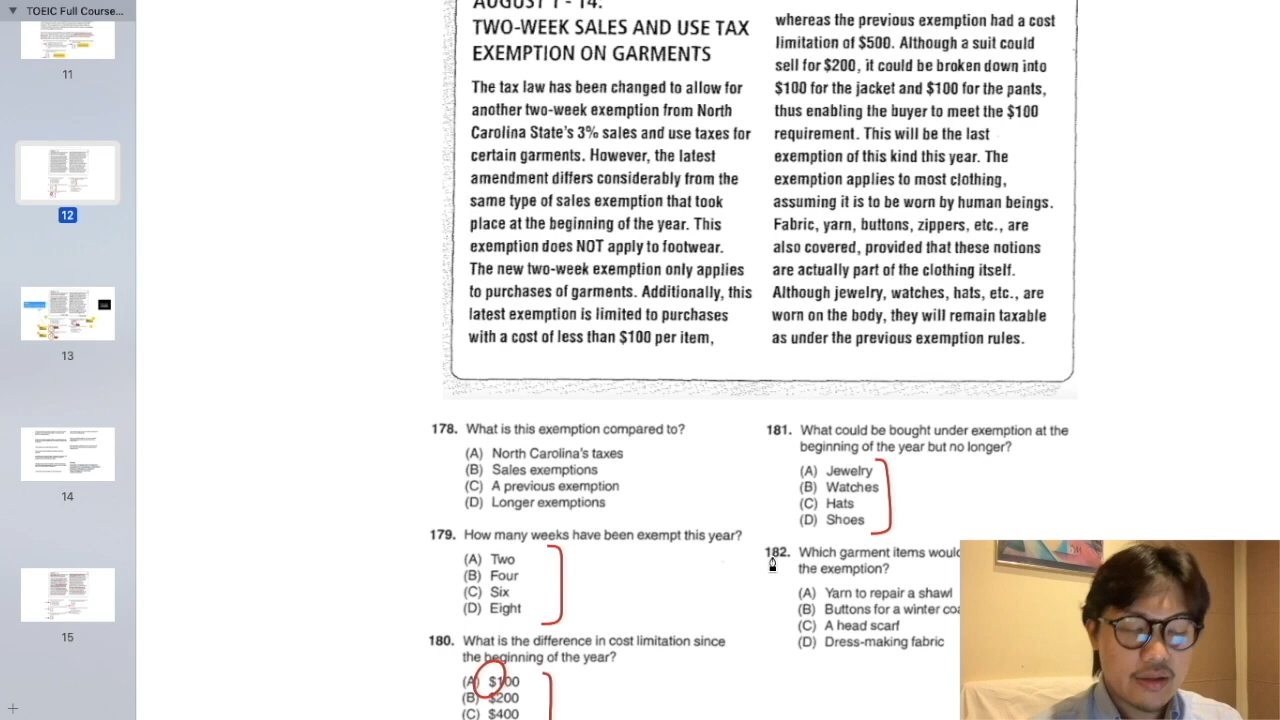 TOEIC Full Course...
11
12
13
14
15
AUGUST 1 - 14:
TWO-WEEK SALES AND USE TAX
EXEMPTION ON GARMENTS
The tax law has been changed to allow for
another two-week exemption from North
Carolina State's 3% sales and use taxes for
certain garments. However, the latest
amendment differs considerably from the
same type of sales exemption that took
place at the beginning of the year. This
exemption does NOT apply to footwear.
The new two-week exemption only applies
to purchases of garments. Additionally, this
latest exemption is limited to purchases
with a cost of less than $100 per item,
whereas the previous exemption had a cost
limitation of $500. Although a suit could
sell for $200, it could be broken down into
$100 for the jacket and $100 for the pants,
thus enabling the buyer to meet the $100
requirement. This will be the last
exemption of this kind this year. The
exemption applies to most clothing,
assuming it is to be worn by human beings.
Fabric, yarn, buttons, zippers, etc., are
also covered, provided that these notions
are actually part of the clothing itself.
Although jewelry, watches, hats, etc., are
worn on the body, they will remain taxable
as under the previous exemption rules.
178. What is this exemption compared to?
(A) North Carolina's taxes
(B) Sales exemptions
(C) A previous exemption
(D) Longer exemptions
179. How many weeks have been exempt this year?
(A) Two
(B) Four
(C) Six
(D) Eight
180. What is the difference in cost limitation since
the beginning of the year?
(A) $100
(B) $200
(C) $400
181. What could be bought under exemption at the
beginning of the year but no longer?
(A) Jewelry
(B) Watches
(C) Hats
(D) Shoes
182. Which garment items would
the exemption?
(A) Yarn to repair a shawl
(B) Buttons for a winter coa
(C) A head scarf
(D) Dress-making fabric